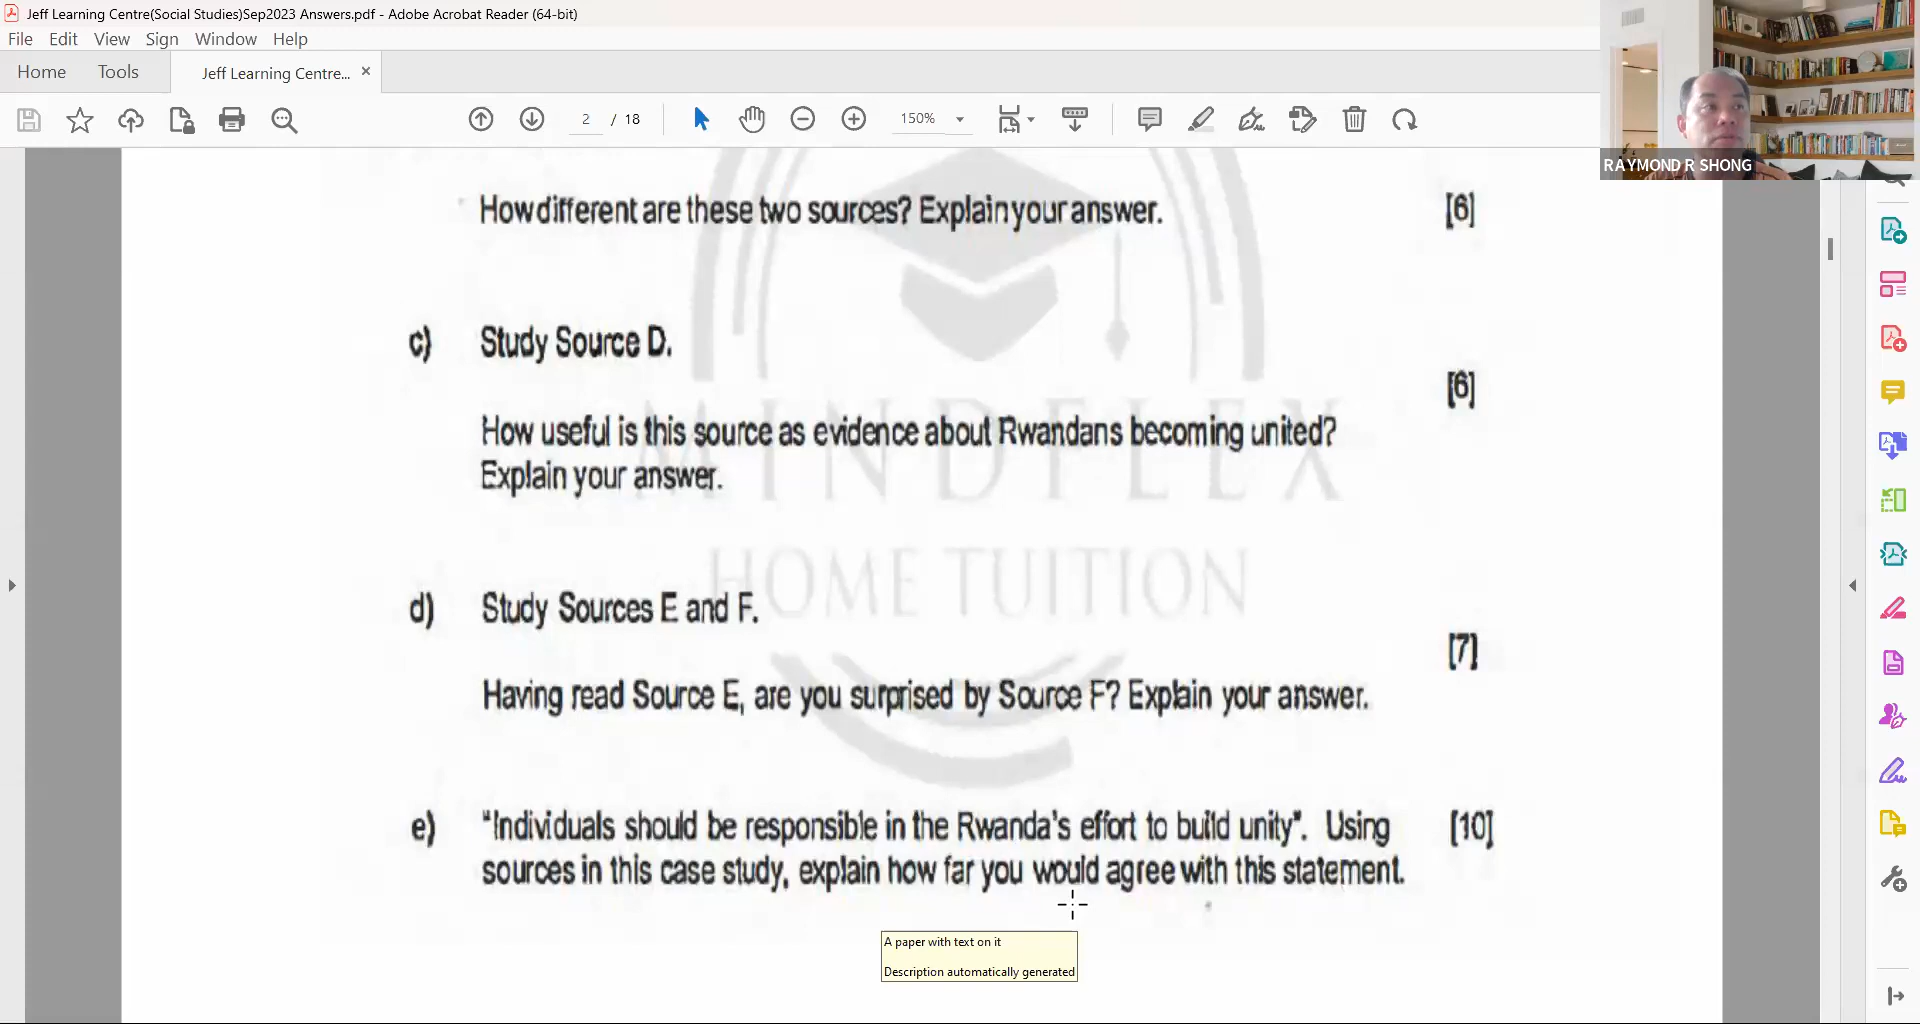 Jeff Learning Centre(Social Studies)Sep2023 Answers.pdf - Adobe Acrobat Reader (64-bit)
File Edit View Sign Window Help
Home Tools Jeff Learning Centre... ×
2 / 18 150%
RAYMOND R SHONG
How different are these two sources? Explain your answer. [6]
c) Study Source D.
[6]
How useful is this source as evidence about Rwandans becoming united?
Explain your answer.
MINDFLEX
HOME TUITION
d) Study Sources E and F.
[7]
Having read Source E, are you surprised by Source F? Explain your answer.
e) "Individuals should be responsible in the Rwanda's effort to build unity". Using [10]
sources in this case study, explain how far you would agree with this statement.
A paper with text on it
Description automatically generated